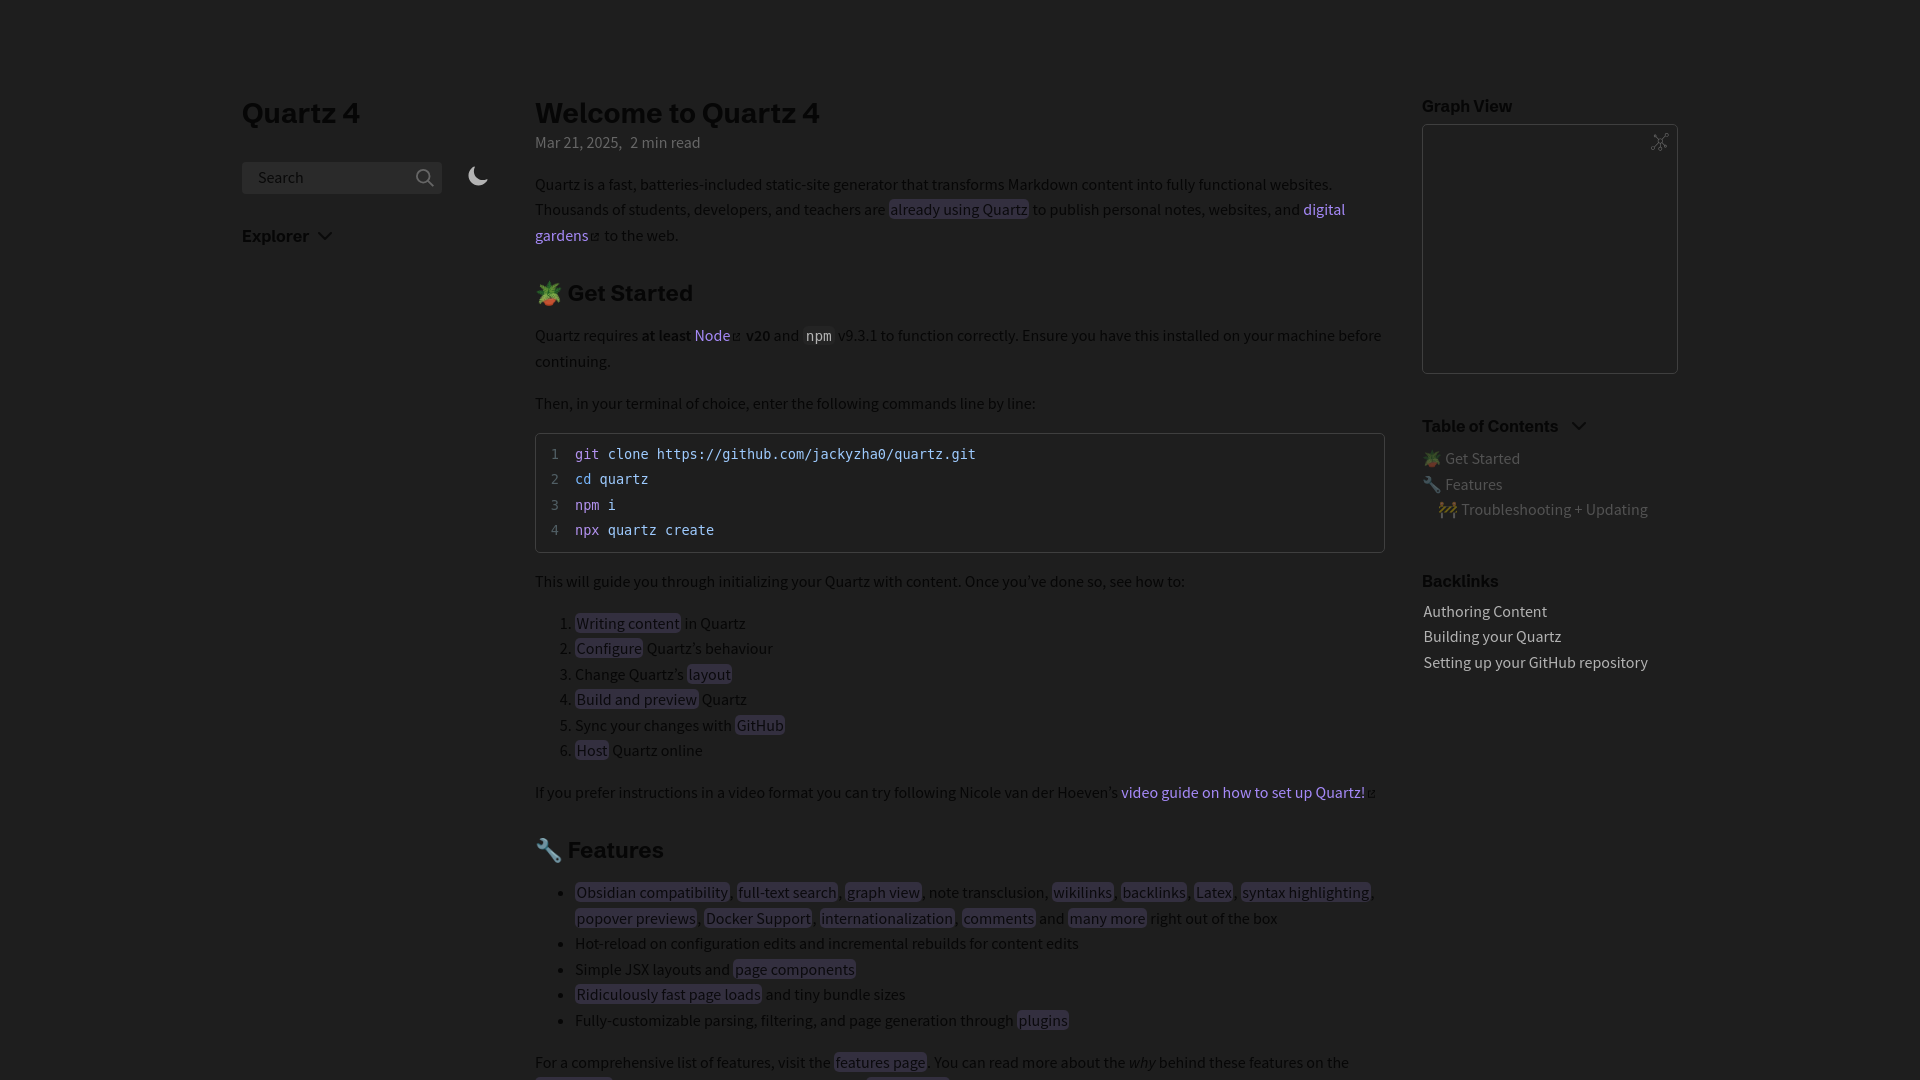 Quartz 4
Search
Explorer
Welcome to Quartz 4
Mar 21, 2025, 2 min read
Quartz is a fast, batteries-included static-site generator that transforms Markdown content into fully functional websites.
Thousands of students, developers, and teachers are already using Quartz to publish personal notes, websites, and digital
gardens to the web.
🪴 Get Started
Quartz requires at least Node v20 and npm v9.3.1 to function correctly. Ensure you have this installed on your machine before
continuing.
Then, in your terminal of choice, enter the following commands line by line:
1 git clone https://github.com/jackyzha0/quartz.git
2 cd quartz
3 npm i
4 npx quartz create
This will guide you through initializing your Quartz with content. Once you’ve done so, see how to:
1. Writing content in Quartz
2. Configure Quartz’s behaviour
3. Change Quartz’s layout
4. Build and preview Quartz
5. Sync your changes with GitHub
6. Host Quartz online
If you prefer instructions in a video format you can try following Nicole van der Hoeven’s video guide on how to set up Quartz!
🔧 Features
• Obsidian compatibility, full-text search, graph view, note transclusion, wikilinks, backlinks, Latex, syntax highlighting,
popover previews, Docker Support, internationalization, comments and many more right out of the box
• Hot-reload on configuration edits and incremental rebuilds for content edits
• Simple JSX layouts and page components
• Ridiculously fast page loads and tiny bundle sizes
• Fully-customizable parsing, filtering, and page generation through plugins
For a comprehensive list of features, visit the features page. You can read more about the why behind these features on the
Graph View
Table of Contents
🪴 Get Started
🔧 Features
🚧 Troubleshooting + Updating
Backlinks
Authoring Content
Building your Quartz
Setting up your GitHub repository